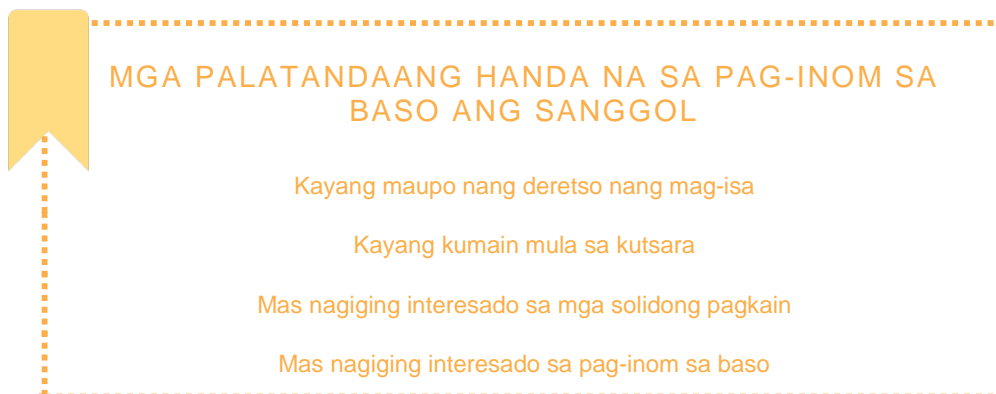 MGA PALATANDAANG HANDA NA SA PAG-INOM SA
BASO ANG SANGGOL
Kayang maupo nang deretso nang mag-isa
Kayang kumain mula sa kutsara
Mas nagiging interesado sa mga solidong pagkain
Mas nagiging interesado sa pag-inom sa baso